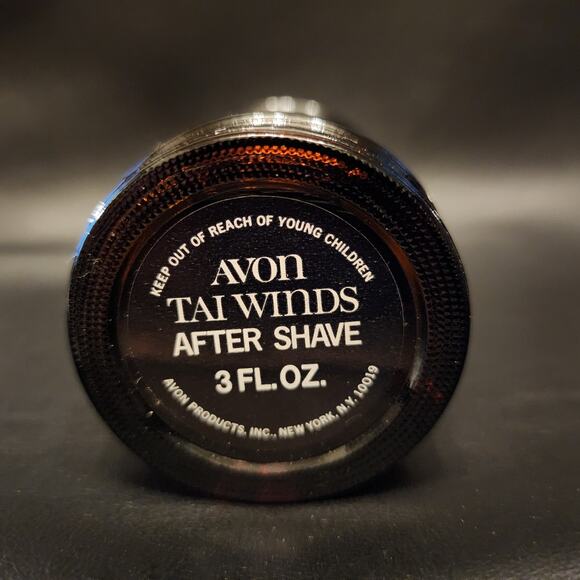 KEEP OUT OF REACH OF YOUNG CHILDREN
AVON
TAI WINDS
AFTER SHAVE
3 FL. OZ.
AVON PRODUCTS, INC., NEW YORK, N.Y. 10019